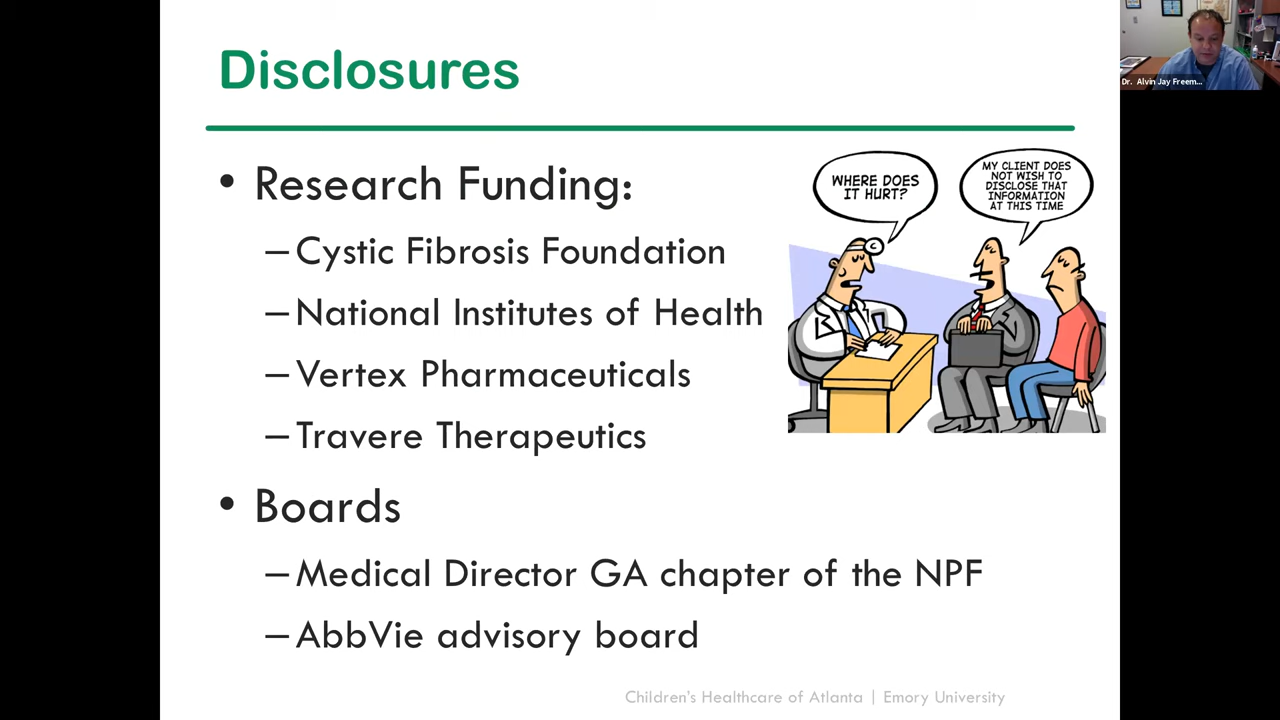 Disclosures
• Research Funding:
– Cystic Fibrosis Foundation
– National Institutes of Health
– Vertex Pharmaceuticals
– Travere Therapeutics
• Boards
– Medical Director GA chapter of the NPF
– AbbVie advisory board
WHERE DOES
IT HURT?
MY CLIENT DOES
NOT WISH TO
DISCLOSE THAT
INFORMATION
AT THIS TIME
Children's Healthcare of Atlanta | Emory University
Dr. Alvin Jay Freem...